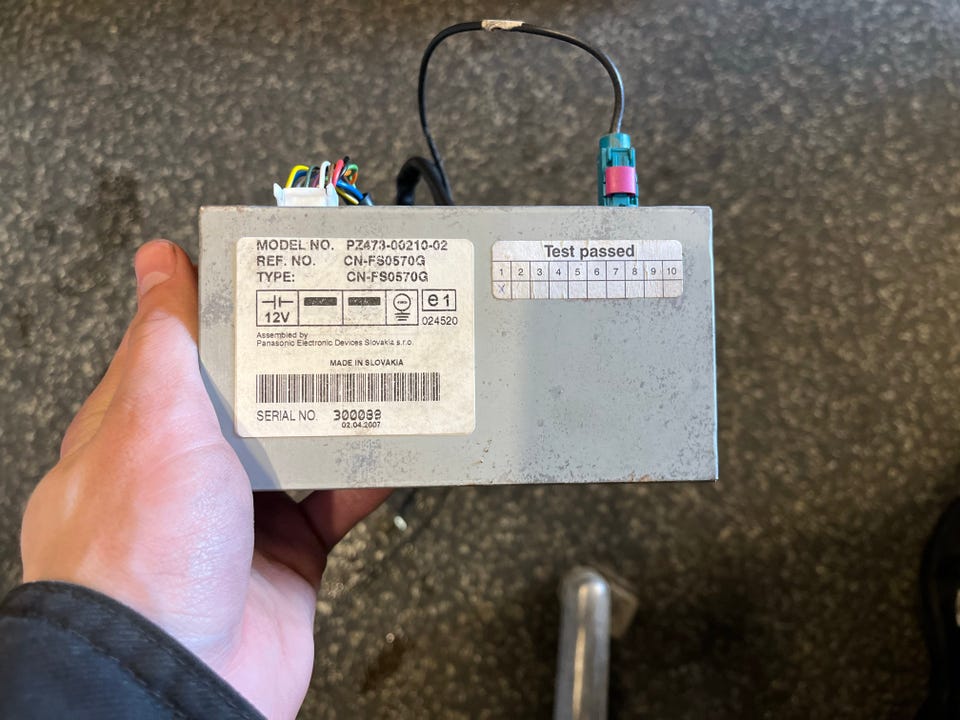 MODEL NO. PZ473-00210-02
REF. NO. CN-FS0570G
TYPE: CN-FS0570G
12V
e1
024520
Assembled by
Panasonic Electronic Devices Slovakia s.r.o.
MADE IN SLOVAKIA
SERIAL NO. 300088
02.04.2007
Test passed
1 2 3 4 5 6 7 8 9 10
X